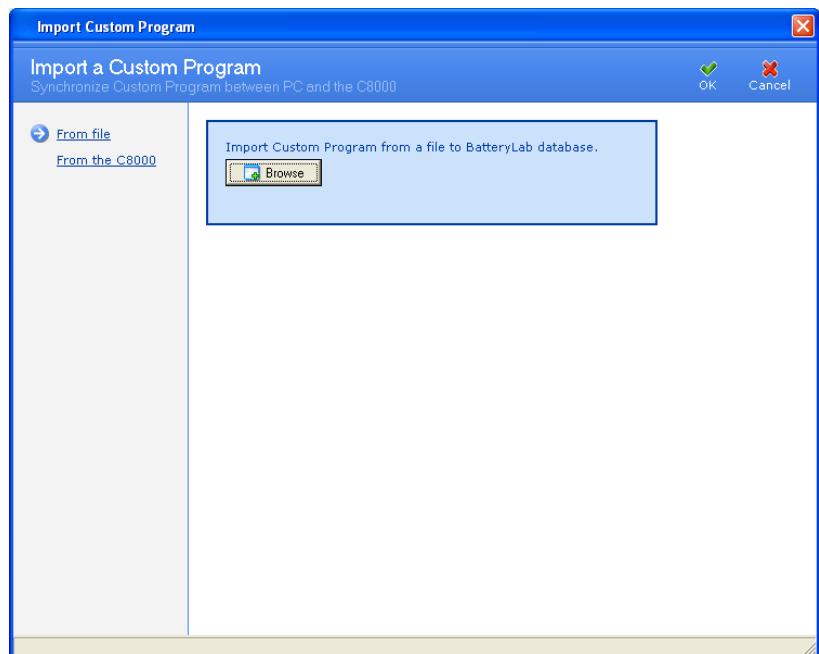 Import Custom Program
Import a Custom Program
Synchronize Custom Program between PC and the C8000
OK
Cancel
From file
From the C8000
Import Custom Program from a file to BatteryLab database.
Browse